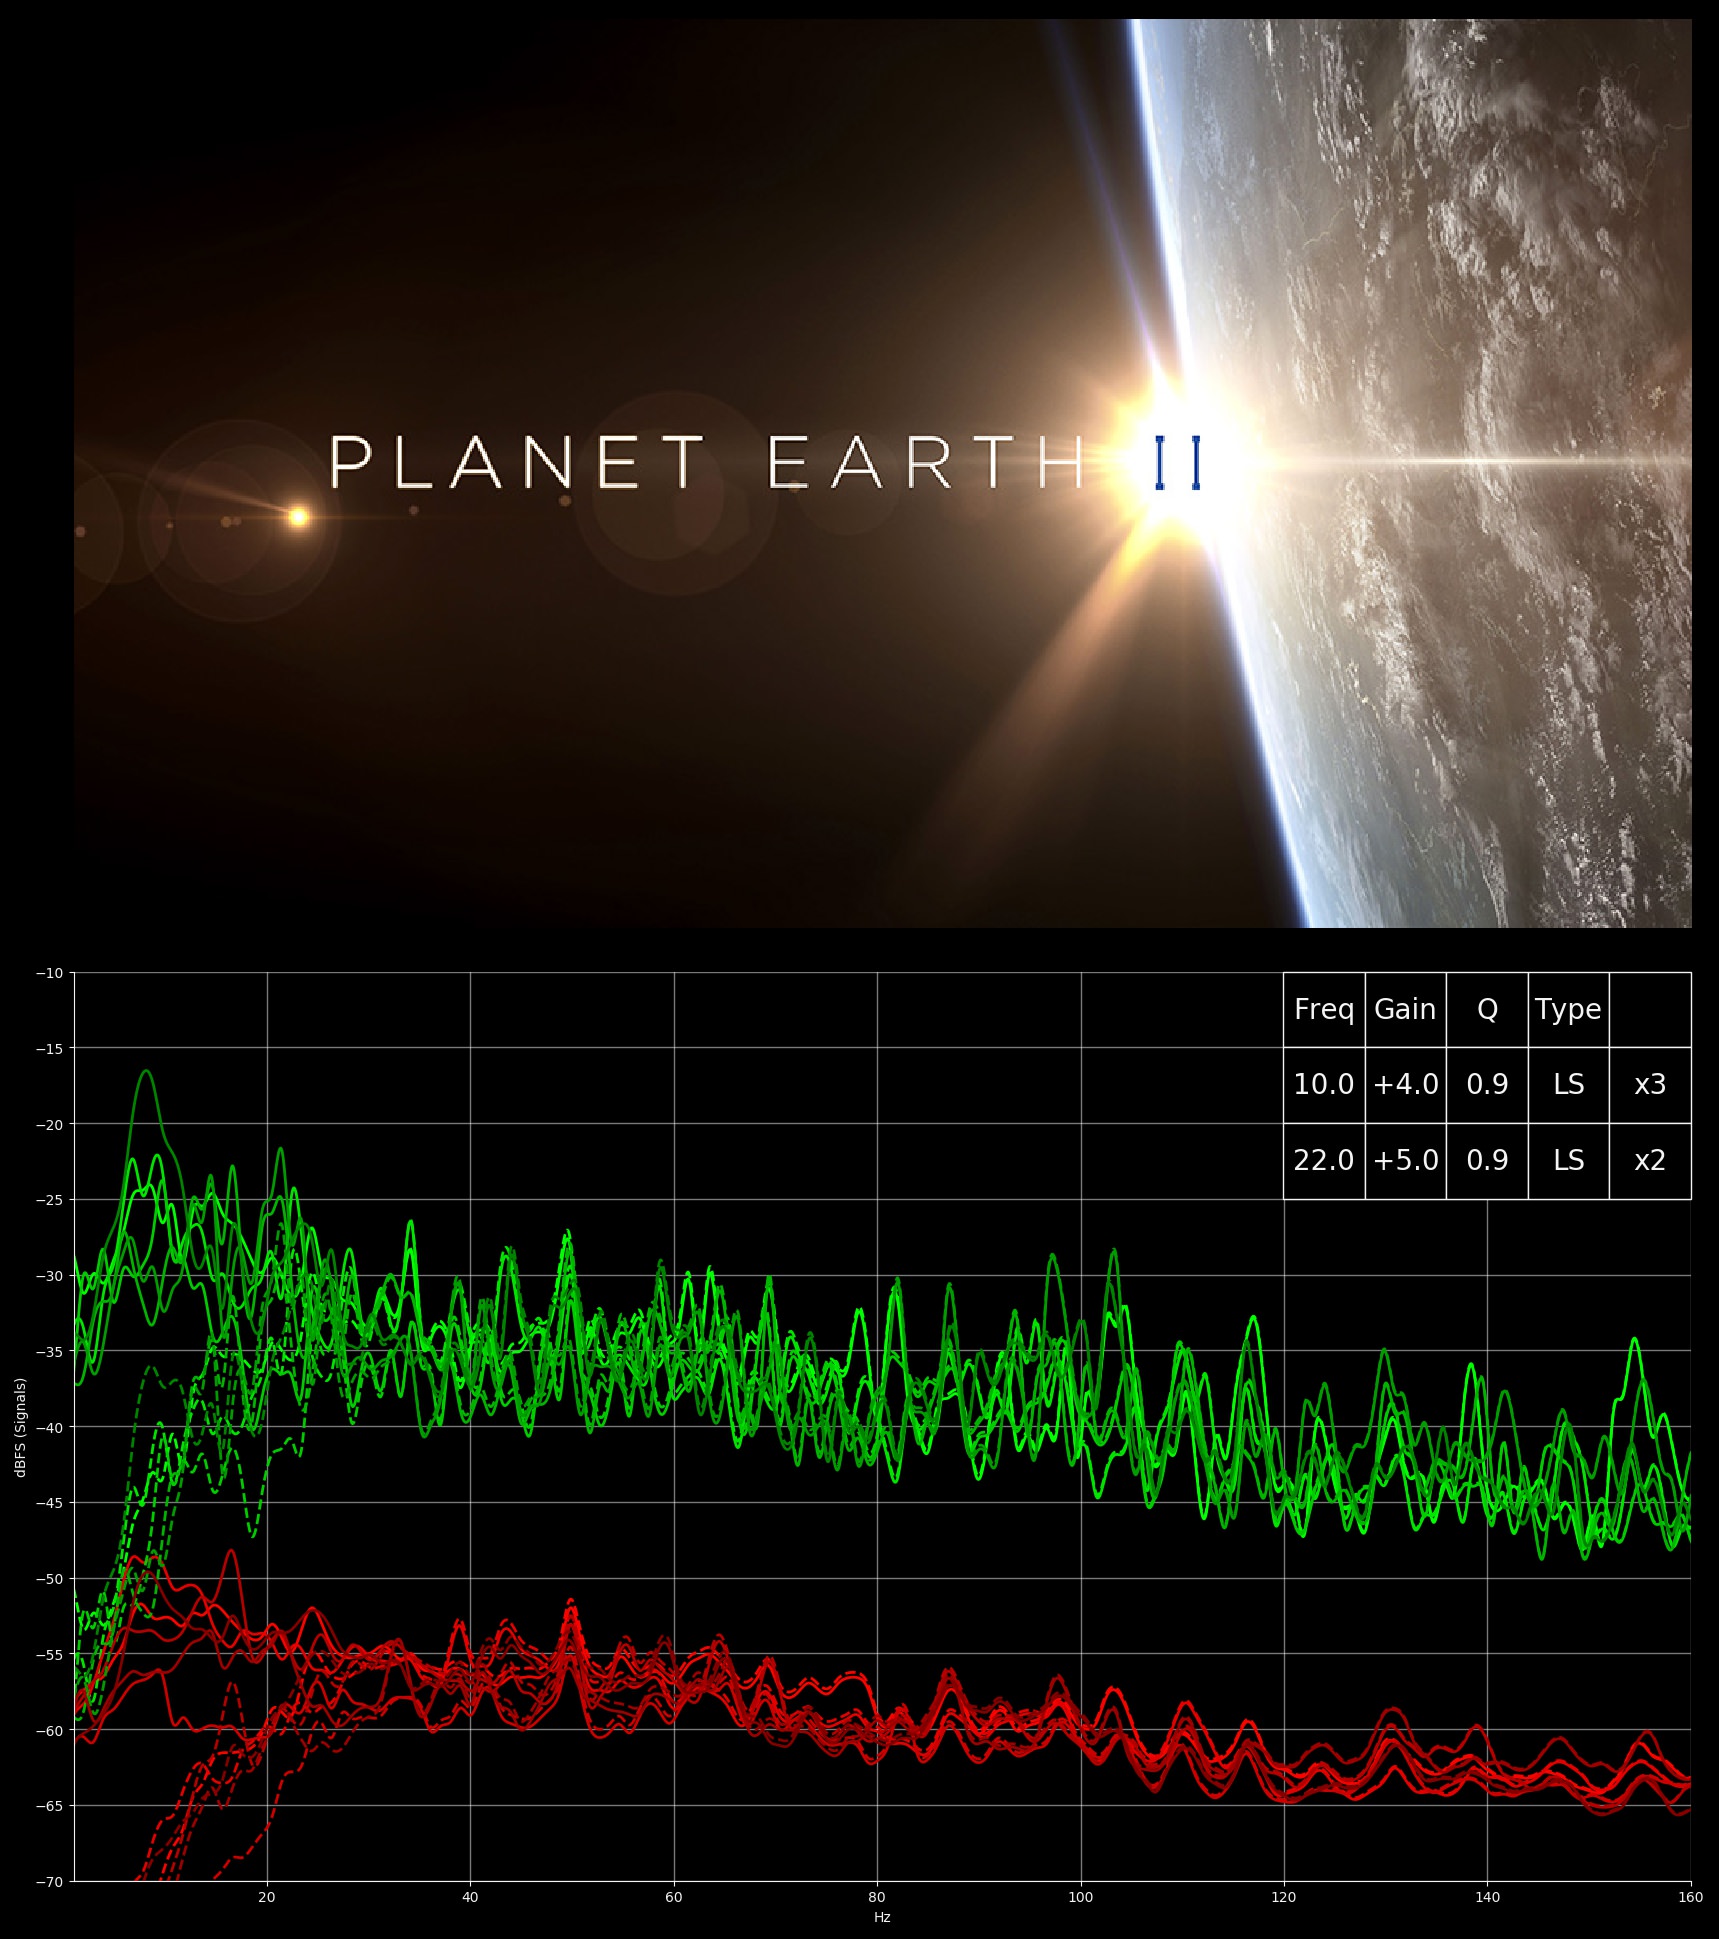 PLANET EARTH II
Freq Gain Q Type
10.0 +4.0 0.9 LS x3
22.0 +5.0 0.9 LS x2
−10
−15
−20
−25
−30
−35
−40
−45
−50
−55
−60
−65
−70
dBFS (Signals)
20 40 60 80 100 120 140 160
Hz